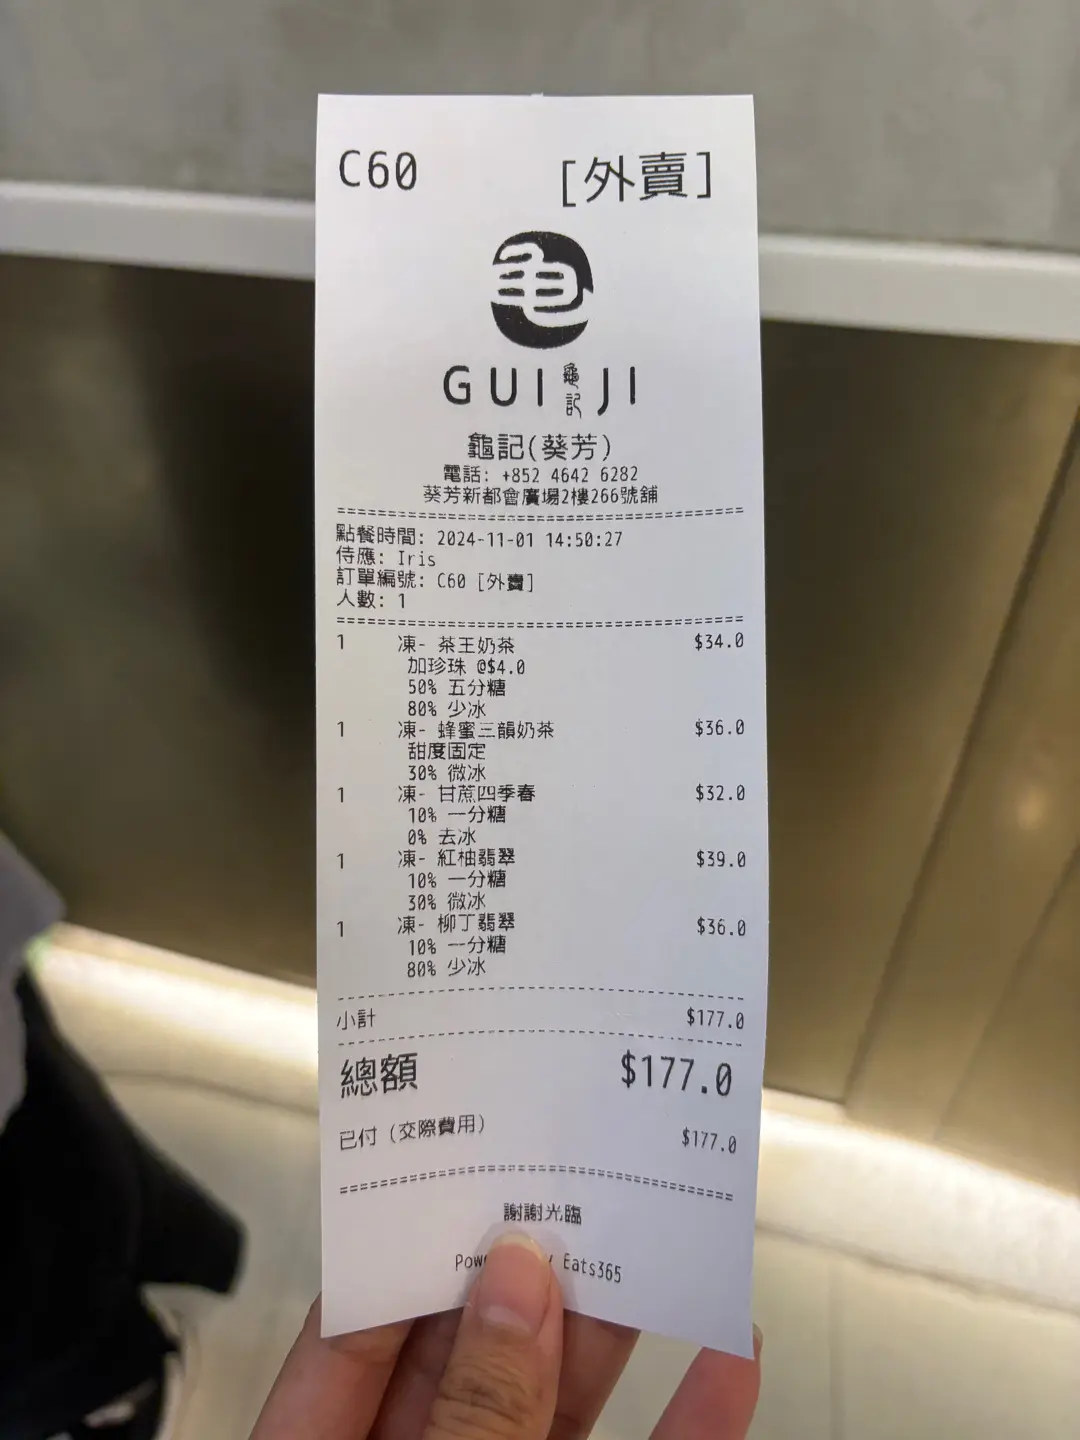 C60 [外賣]
龜
GUI 龜記 JI
龜記(葵芳)
電話: +852 4642 6282
葵芳新都會廣場2樓266號舖
點餐時間: 2024-11-01 14:50:27
侍應: Iris
訂單編號: C60 [外賣]
人數: 1
1 凍- 茶王奶茶 $34.0
加珍珠 @$4.0
50% 五分糖
80% 少冰
1 凍- 蜂蜜三韻奶茶 $36.0
甜度固定
30% 微冰
1 凍- 甘蔗四季春 $32.0
10% 一分糖
0% 去冰
1 凍- 紅柚翡翠 $39.0
10% 一分糖
30% 微冰
1 凍- 柳丁翡翠 $36.0
10% 一分糖
80% 少冰
小計 $177.0
總額 $177.0
已付 (交際費用) $177.0
謝謝光臨
Eats365